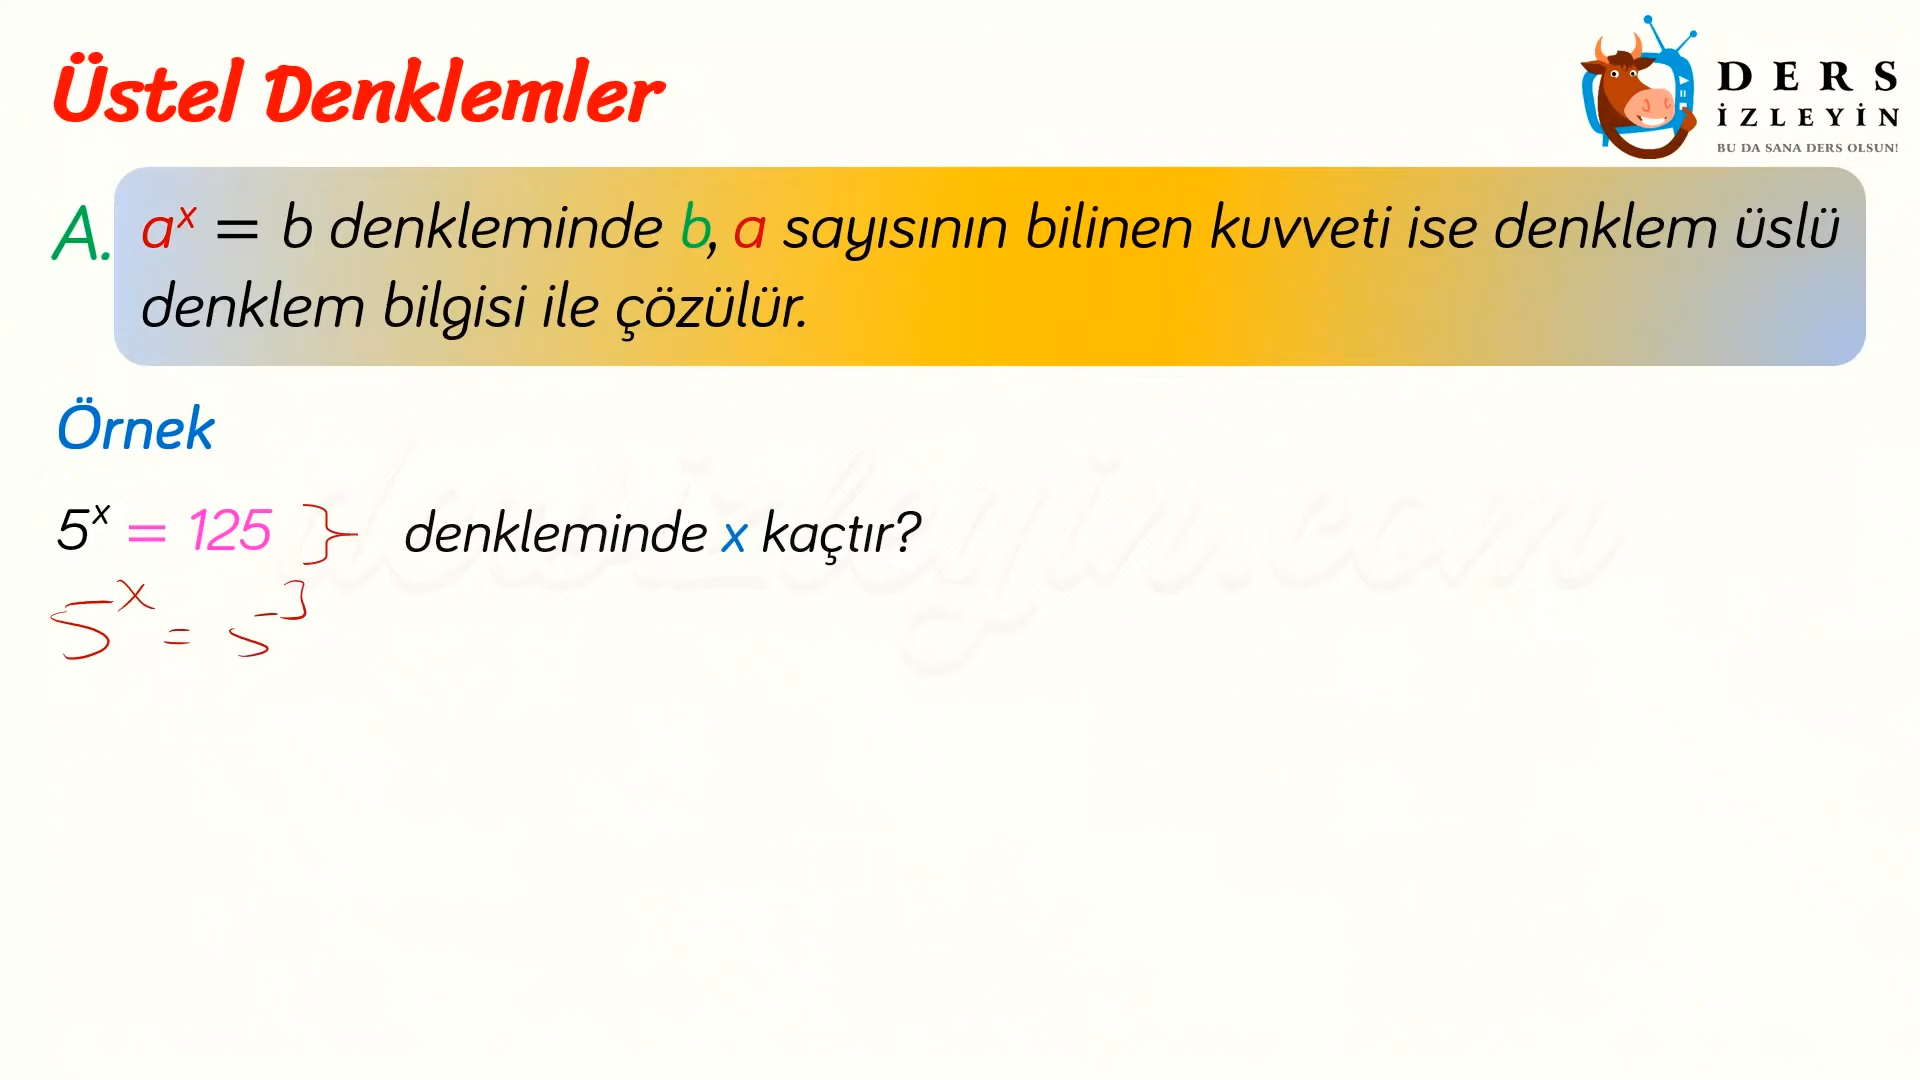 Üstel Denklemler
DERS
İZLEYİN
BU DA SANA DERS OLSUN!
A. aˣ = b denkleminde b, a sayısının bilinen kuvveti ise denklem üslü
denklem bilgisi ile çözülür.
Örnek
5ˣ = 125 } denkleminde x kaçtır?
5ˣ = 5³